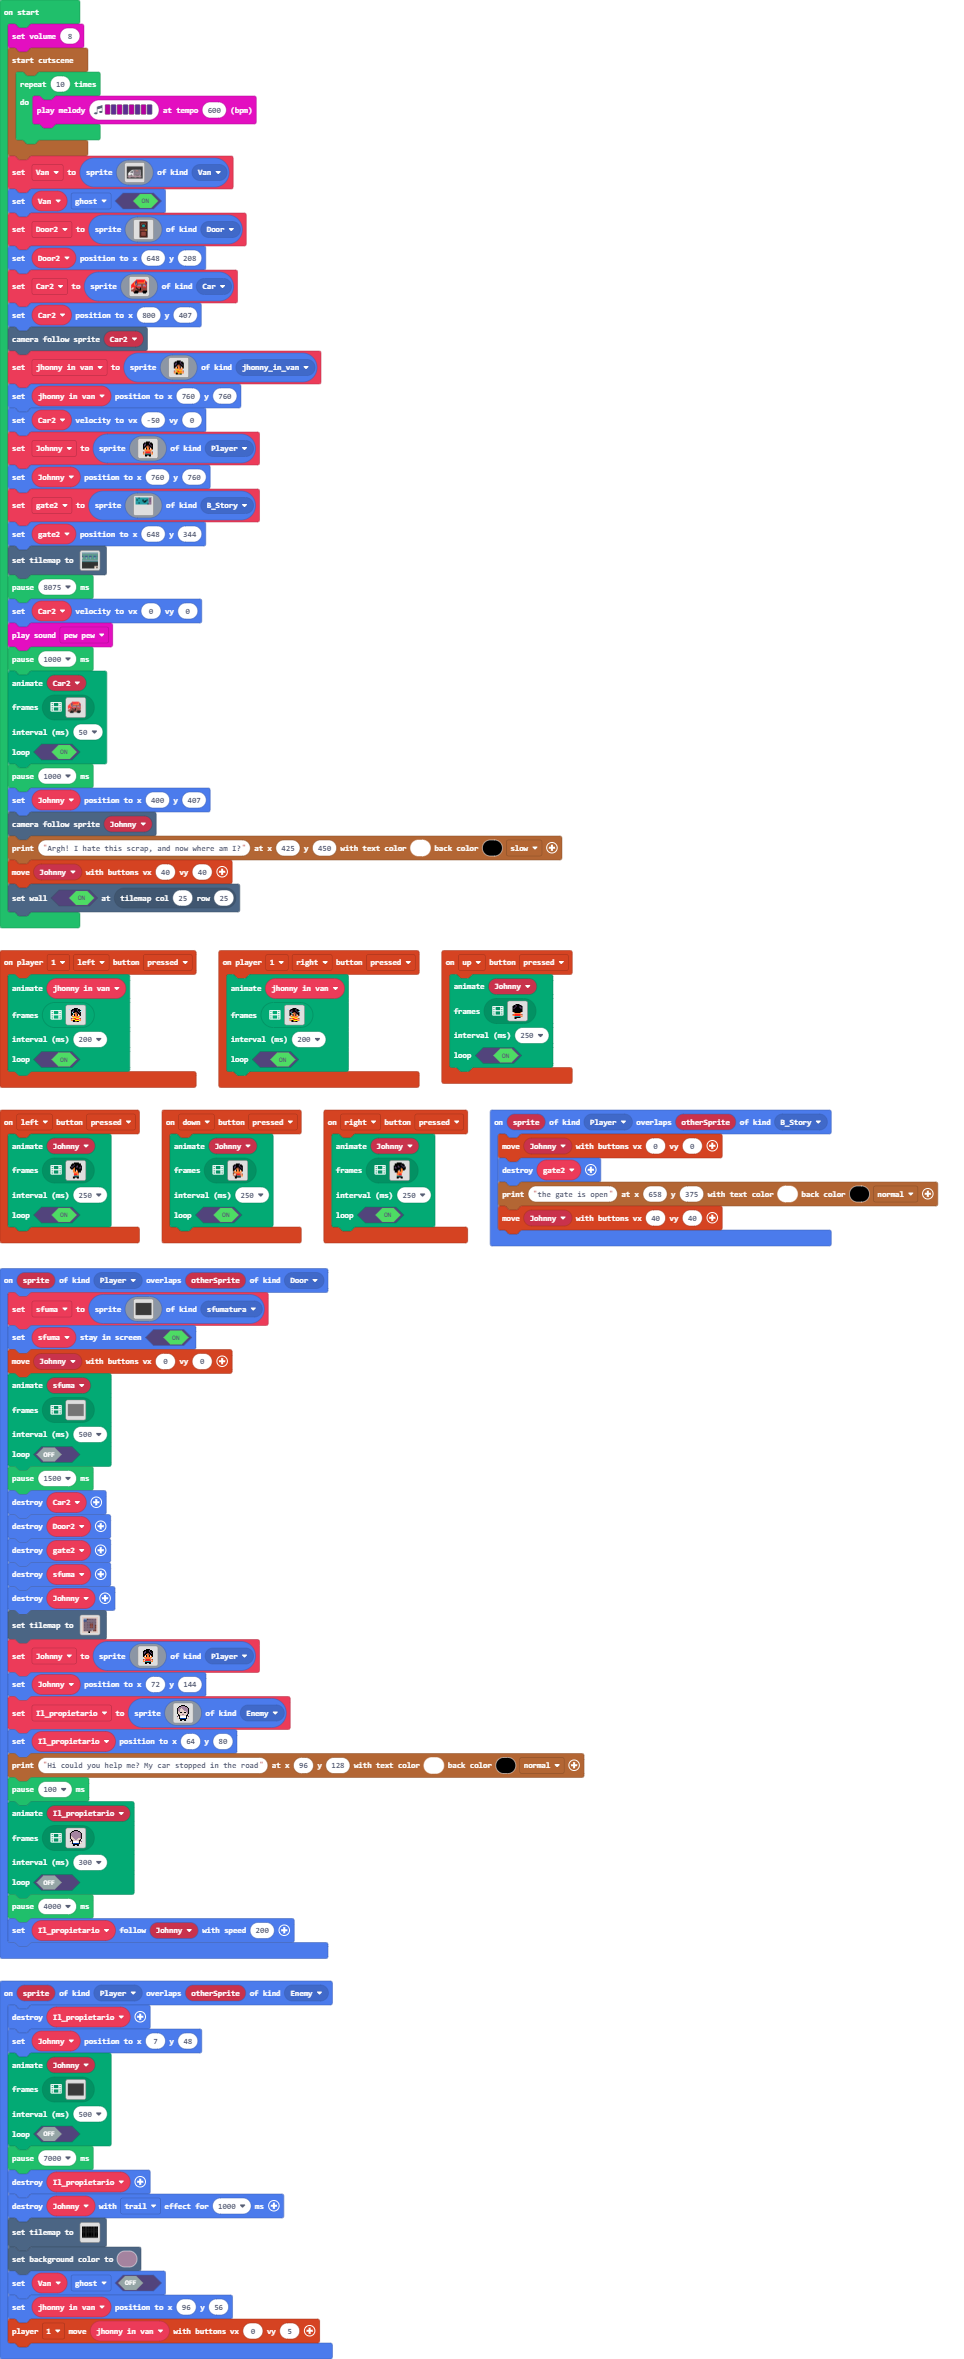 on start
set volume 8
start cutscene
repeat 10 times
do play melody at tempo 600 (bpm)
set Van to sprite of kind Van
set Van ghost ON
set Door2 to sprite of kind Door
set Door2 position to x 648 y 208
set Car2 to sprite of kind Car
set Car2 position to x 800 y 407
camera follow sprite Car2
set jhonny in van to sprite of kind jhonny_in_van
set jhonny in van position to x 760 y 760
set Car2 velocity to vx -50 vy 0
set Johnny to sprite of kind Player
set Johnny position to x 760 y 760
set gate2 to sprite of kind B_Story
set gate2 position to x 648 y 344
set tilemap to
pause 8075 ms
set Car2 velocity to vx 0 vy 0
play sound pew pew
pause 1000 ms
animate Car2
frames
interval (ms) 50
loop ON
pause 1000 ms
set Johnny position to x 400 y 407
camera follow sprite Johnny
print "Argh! I hate this scrap, and now where am I?" at x 425 y 450 with text color back color slow
move Johnny with buttons vx 40 vy 40
set wall ON at tilemap col 25 row 25
on player 1 left button pressed
animate jhonny in van
frames
interval (ms) 200
loop ON
on player 1 right button pressed
animate jhonny in van
frames
interval (ms) 200
loop ON
on up button pressed
animate Johnny
frames
interval (ms) 250
loop ON
on left button pressed
animate Johnny
frames
interval (ms) 250
loop ON
on down button pressed
animate Johnny
frames
interval (ms) 250
loop ON
on right button pressed
animate Johnny
frames
interval (ms) 250
loop ON
on sprite of kind Player overlaps otherSprite of kind B_Story
move Johnny with buttons vx 0 vy 0
destroy gate2
print "the gate is open" at x 658 y 375 with text color back color normal
move Johnny with buttons vx 40 vy 40
on sprite of kind Player overlaps otherSprite of kind Door
set sfuma to sprite of kind sfumatura
set sfuma stay in screen ON
move Johnny with buttons vx 0 vy 0
animate sfuma
frames
interval (ms) 500
loop OFF
pause 1500 ms
destroy Car2
destroy Door2
destroy gate2
destroy sfuma
destroy Johnny
set tilemap to
set Johnny to sprite of kind Player
set Johnny position to x 72 y 144
set Il_propietario to sprite of kind Enemy
set Il_propietario position to x 64 y 80
print "Hi could you help me? My car stopped in the road" at x 96 y 128 with text color back color normal
pause 100 ms
animate Il_propietario
frames
interval (ms) 300
loop OFF
pause 4000 ms
set Il_propietario follow Johnny with speed 200
on sprite of kind Player overlaps otherSprite of kind Enemy
destroy Il_propietario
set Johnny position to x 7 y 48
animate Johnny
frames
interval (ms) 500
loop OFF
pause 7000 ms
destroy Il_propietario
destroy Johnny with trail effect for 1000 ms
set tilemap to
set background color to
set Van ghost OFF
set jhonny in van position to x 96 y 56
player 1 move jhonny in van with buttons vx 0 vy 5